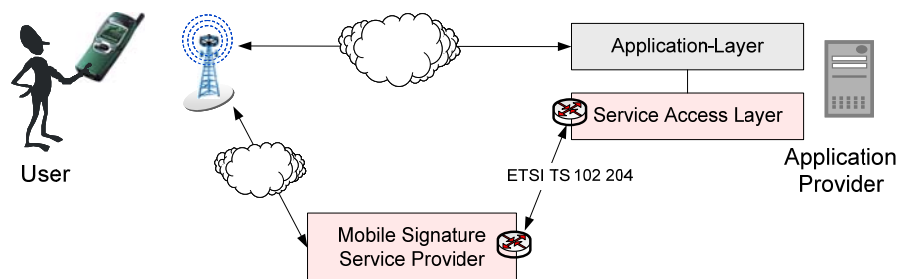 Application-Layer
Service Access Layer
User
ETSI TS 102 204
Application
Provider
Mobile Signature
Service Provider